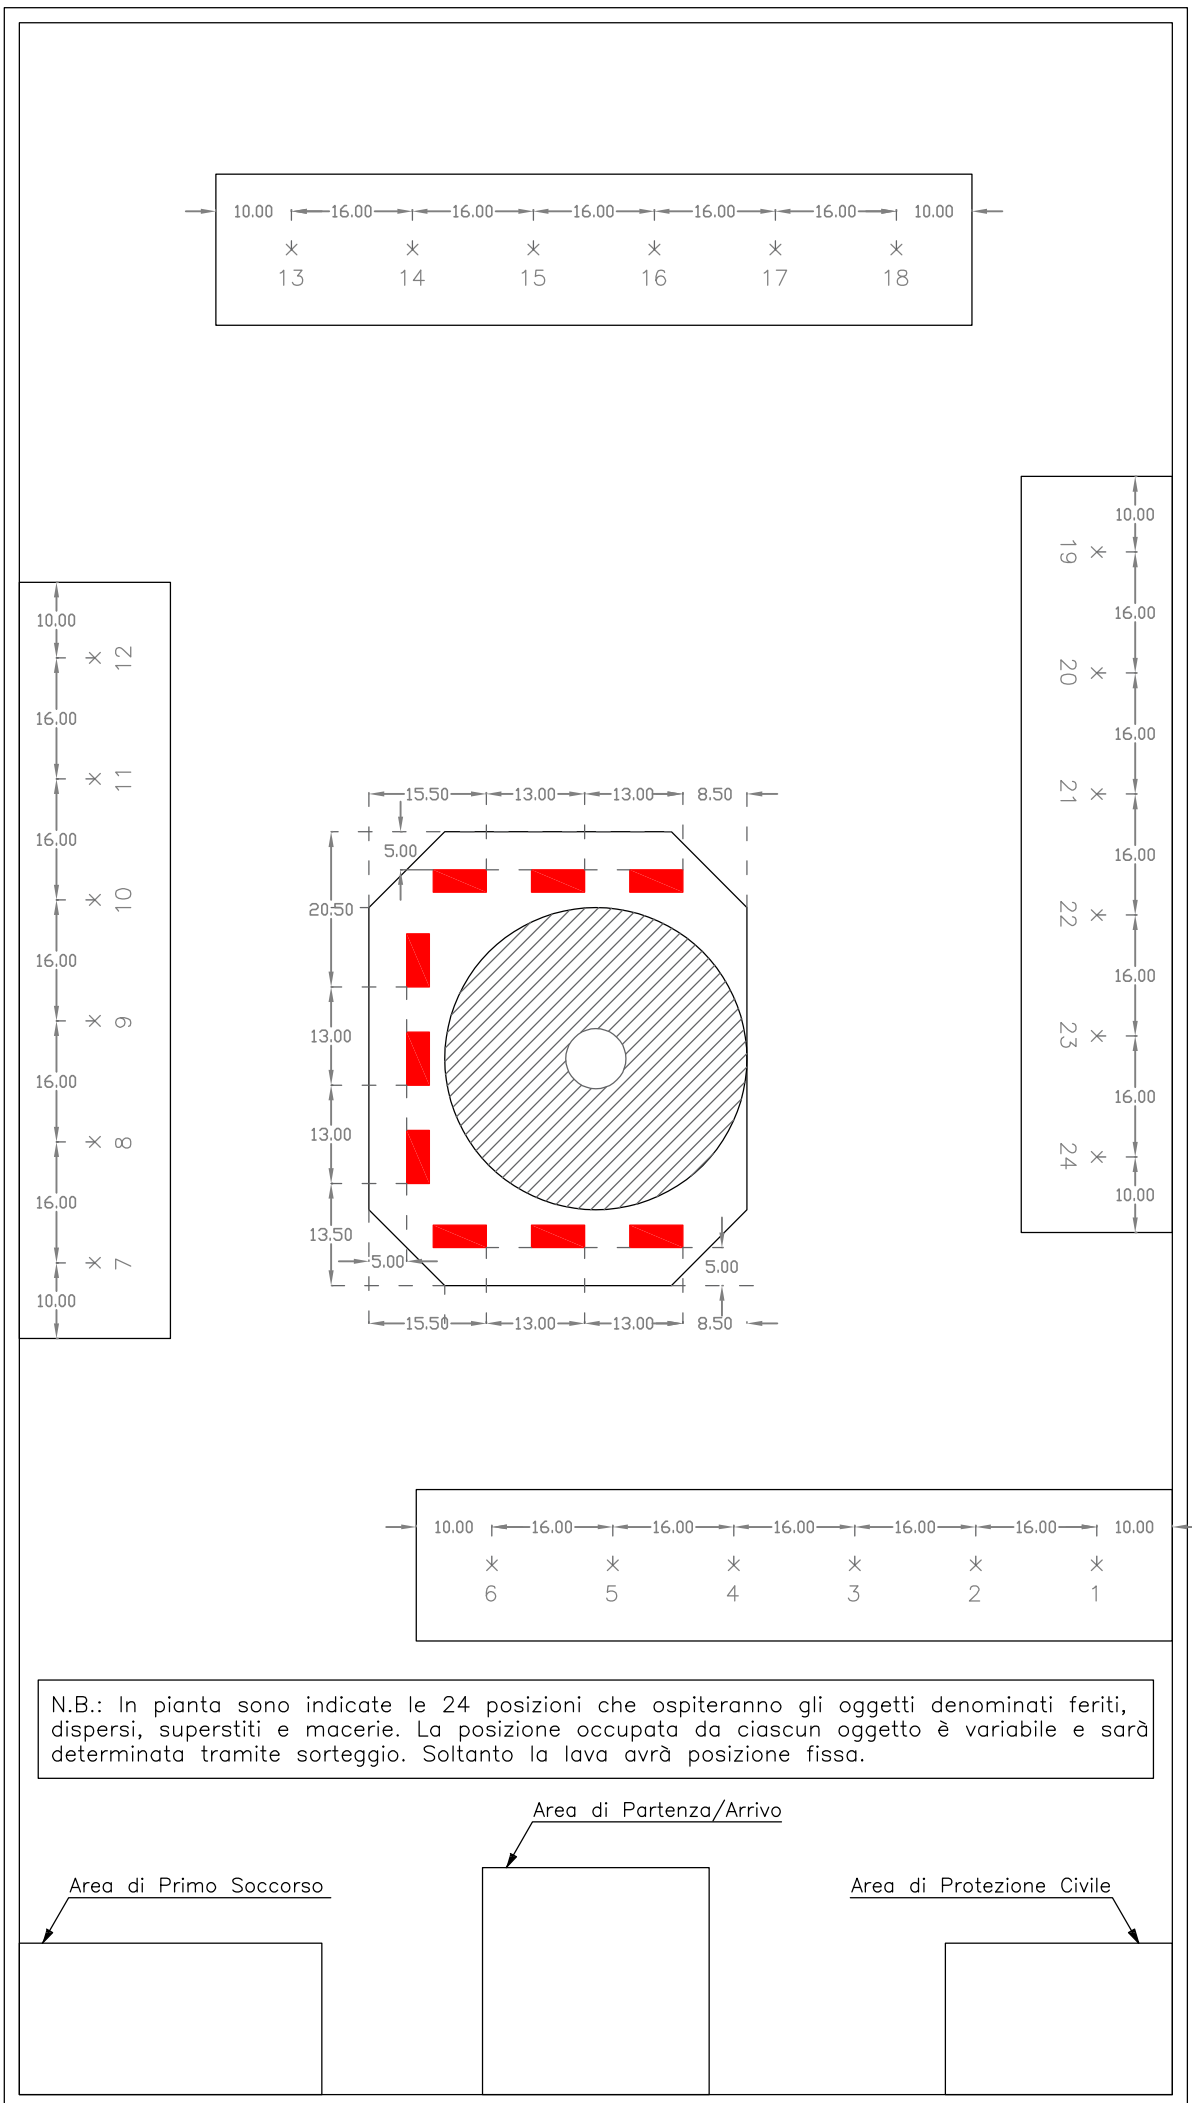 10.00 16.00 16.00 16.00 16.00 16.00 10.00
13 14 15 16 17 18
10.00
19
16.00
20
16.00
21
16.00
22
16.00
23
16.00
24
10.00
10.00
12
16.00
11
16.00
10
16.00
9
16.00
8
16.00
7
10.00
15.50 13.00 13.00 8.50
5.00
20.50
13.00
13.00
13.50
5.00
5.00
15.50 13.00 13.00 8.50
10.00 16.00 16.00 16.00 16.00 16.00 10.00
6 5 4 3 2 1
N.B.: In pianta sono indicate le 24 posizioni che ospiteranno gli oggetti denominati feriti,
dispersi, superstiti e macerie. La posizione occupata da ciascun oggetto è variabile e sarà
determinata tramite sorteggio. Soltanto la lava avrà posizione fissa.
Area di Partenza/Arrivo
Area di Primo Soccorso
Area di Protezione Civile